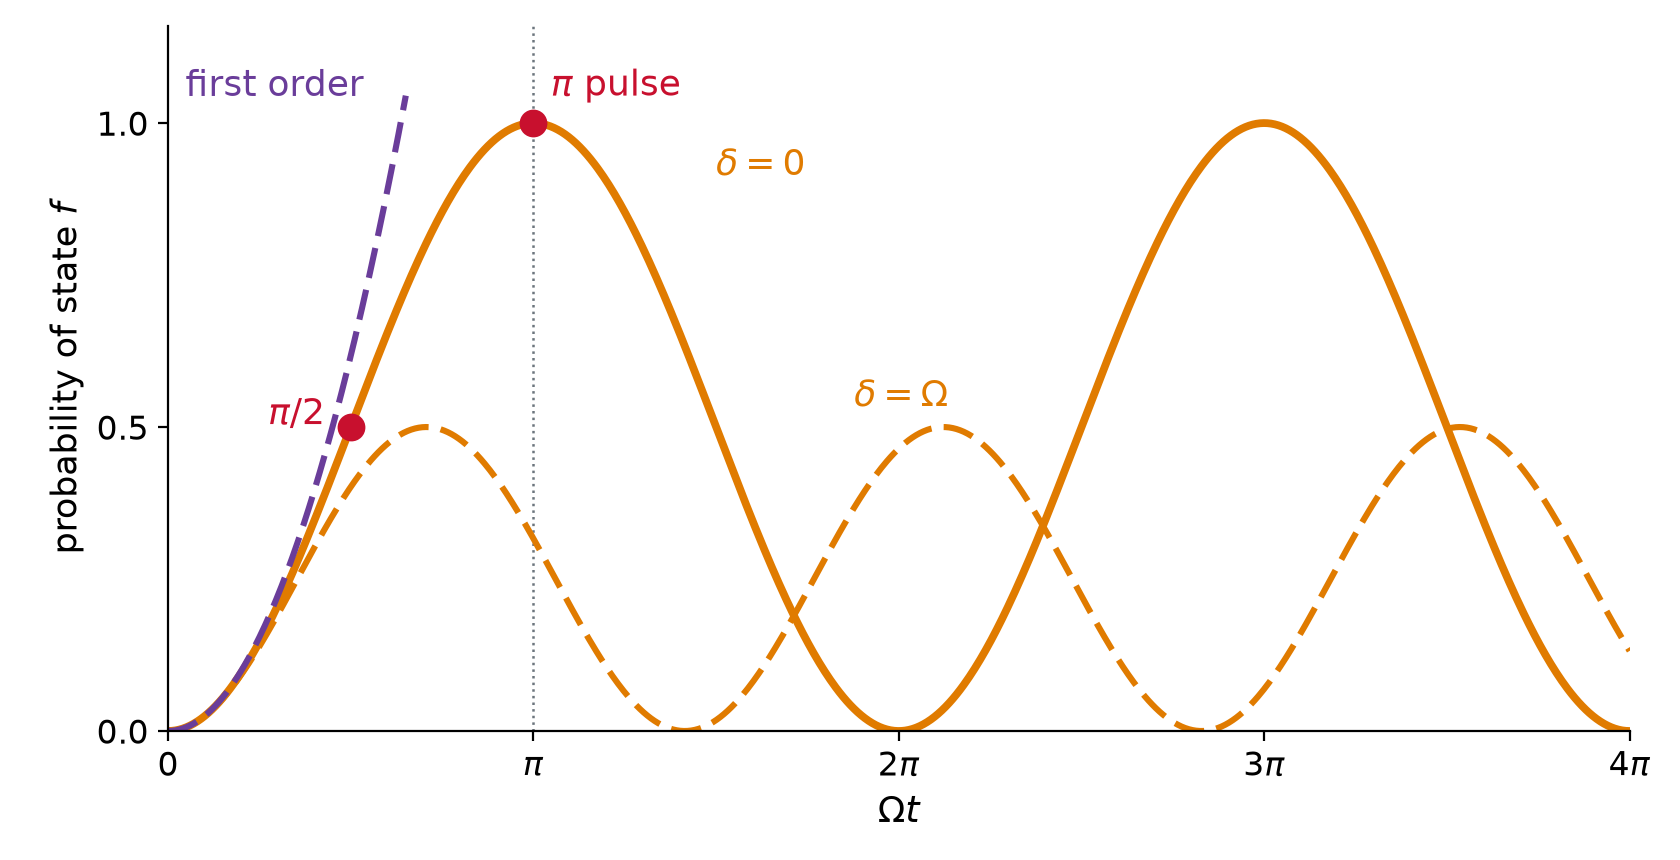 first order
π pulse
1.0
δ = 0
probability of state f
δ = Ω
π/2
0.5
0.0
0
π
2π
3π
4π
Ωt